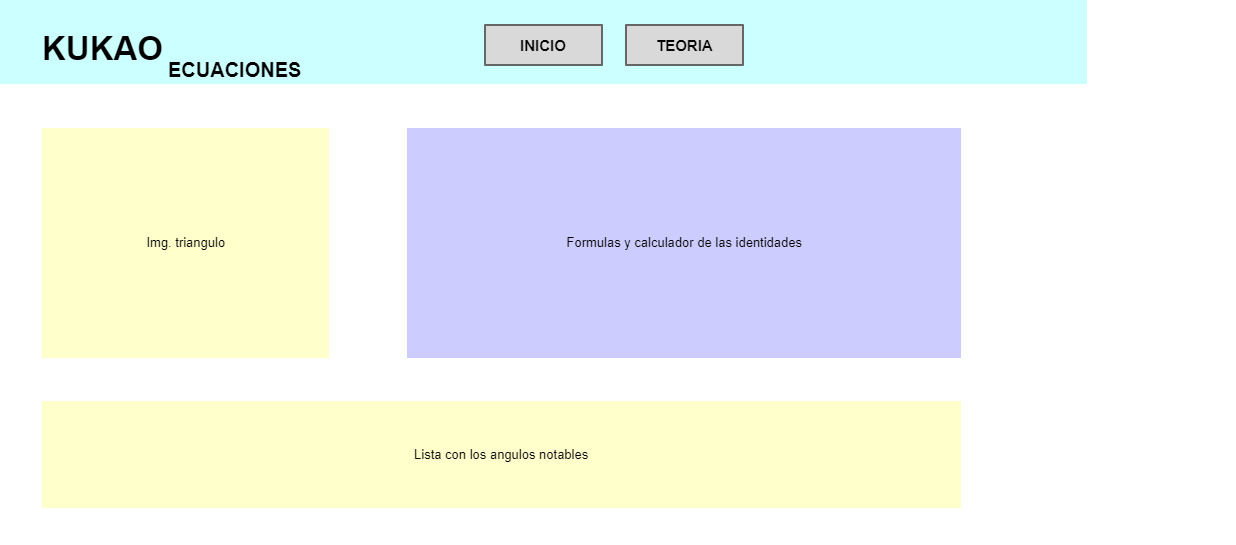 KUKAO
ECUACIONES
INICIO
TEORIA
Img. triangulo
Formulas y calculador de las identidades
Lista con los angulos notables